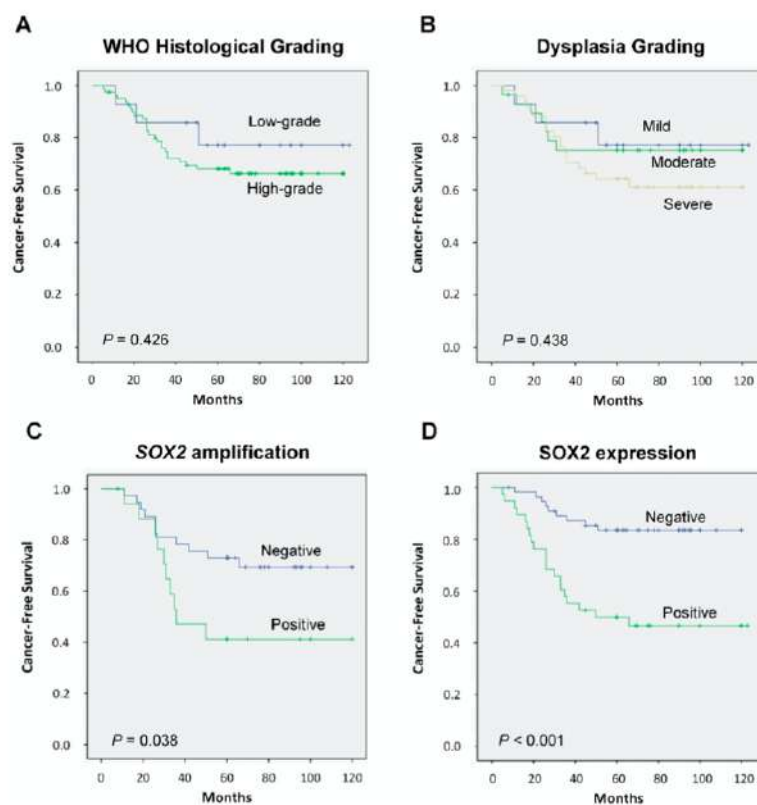 A
WHO Histological Grading
Cancer-Free Survival
1.0
0.8
0.6
0.4
0.2
0.0
Low-grade
High-grade
P = 0.426
0 20 40 60 80 100 120
Months
B
Dysplasia Grading
Cancer-Free Survival
1.0
0.8
0.6
0.4
0.2
0.0
Mild
Moderate
Severe
P = 0.438
0 20 40 60 80 100 120
Months
C
SOX2 amplification
Cancer-Free Survival
1.0
0.8
0.6
0.4
0.2
0.0
Negative
Positive
P = 0.038
0 20 40 60 80 100 120
Months
D
SOX2 expression
Cancer-Free Survival
1.0
0.8
0.6
0.4
0.2
0.0
Negative
Positive
P < 0.001
0 20 40 60 80 100 120
Months